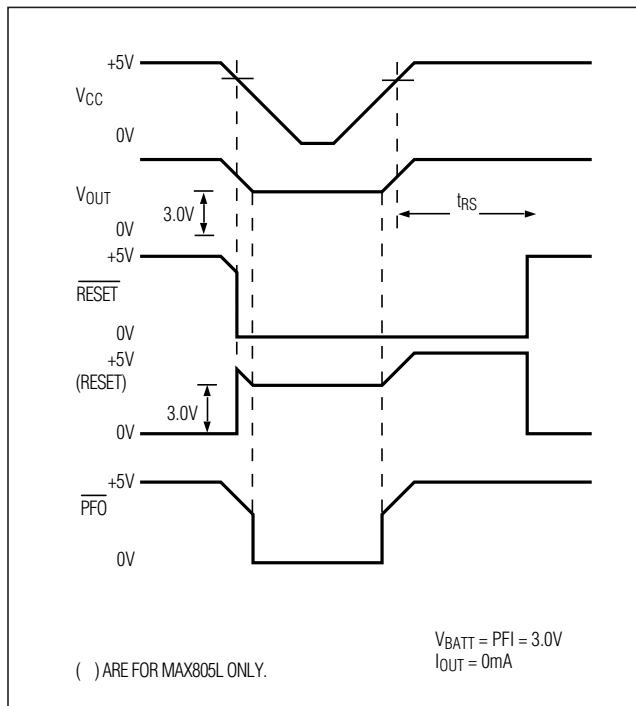 +5V
VCC
0V
VOUT
3.0V
0V
tRS
+5V
RESET
0V
+5V
(RESET)
3.0V
0V
+5V
PFO
0V
VBATT = PFI = 3.0V
IOUT = 0mA
( ) ARE FOR MAX805L ONLY.